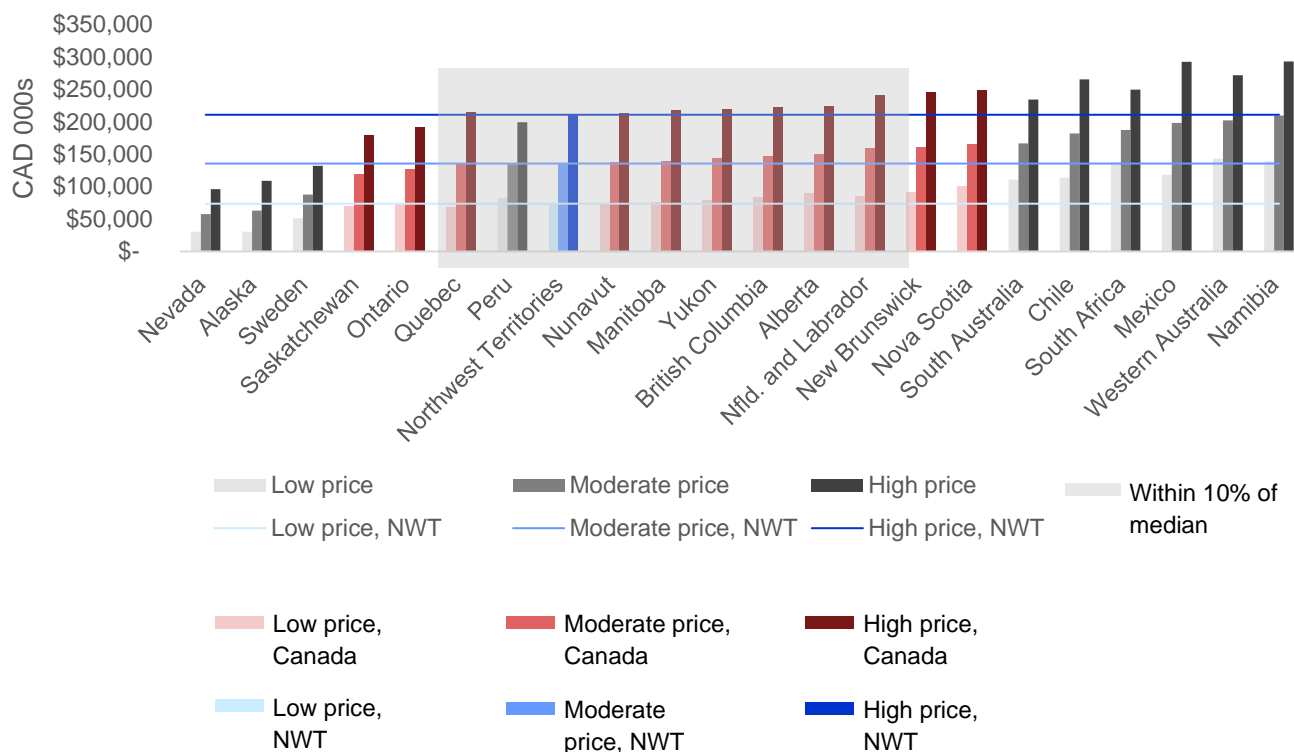 $350,000
$300,000
$250,000
$200,000
$150,000
$100,000
$50,000
$-
CAD 000s
Nevada
Alaska
Sweden
Saskatchewan
Ontario
Quebec
Peru
Northwest Territories
Nunavut
Manitoba
Yukon
British Columbia
Alberta
Nfld. and Labrador
New Brunswick
Nova Scotia
South Australia
Chile
South Africa
Mexico
Western Australia
Namibia
Low price
Moderate price
High price
Within 10% of
median
Low price, NWT
Moderate price, NWT
High price, NWT
Low price,
Canada
Moderate price,
Canada
High price,
Canada
Low price,
NWT
Moderate
price, NWT
High price,
NWT